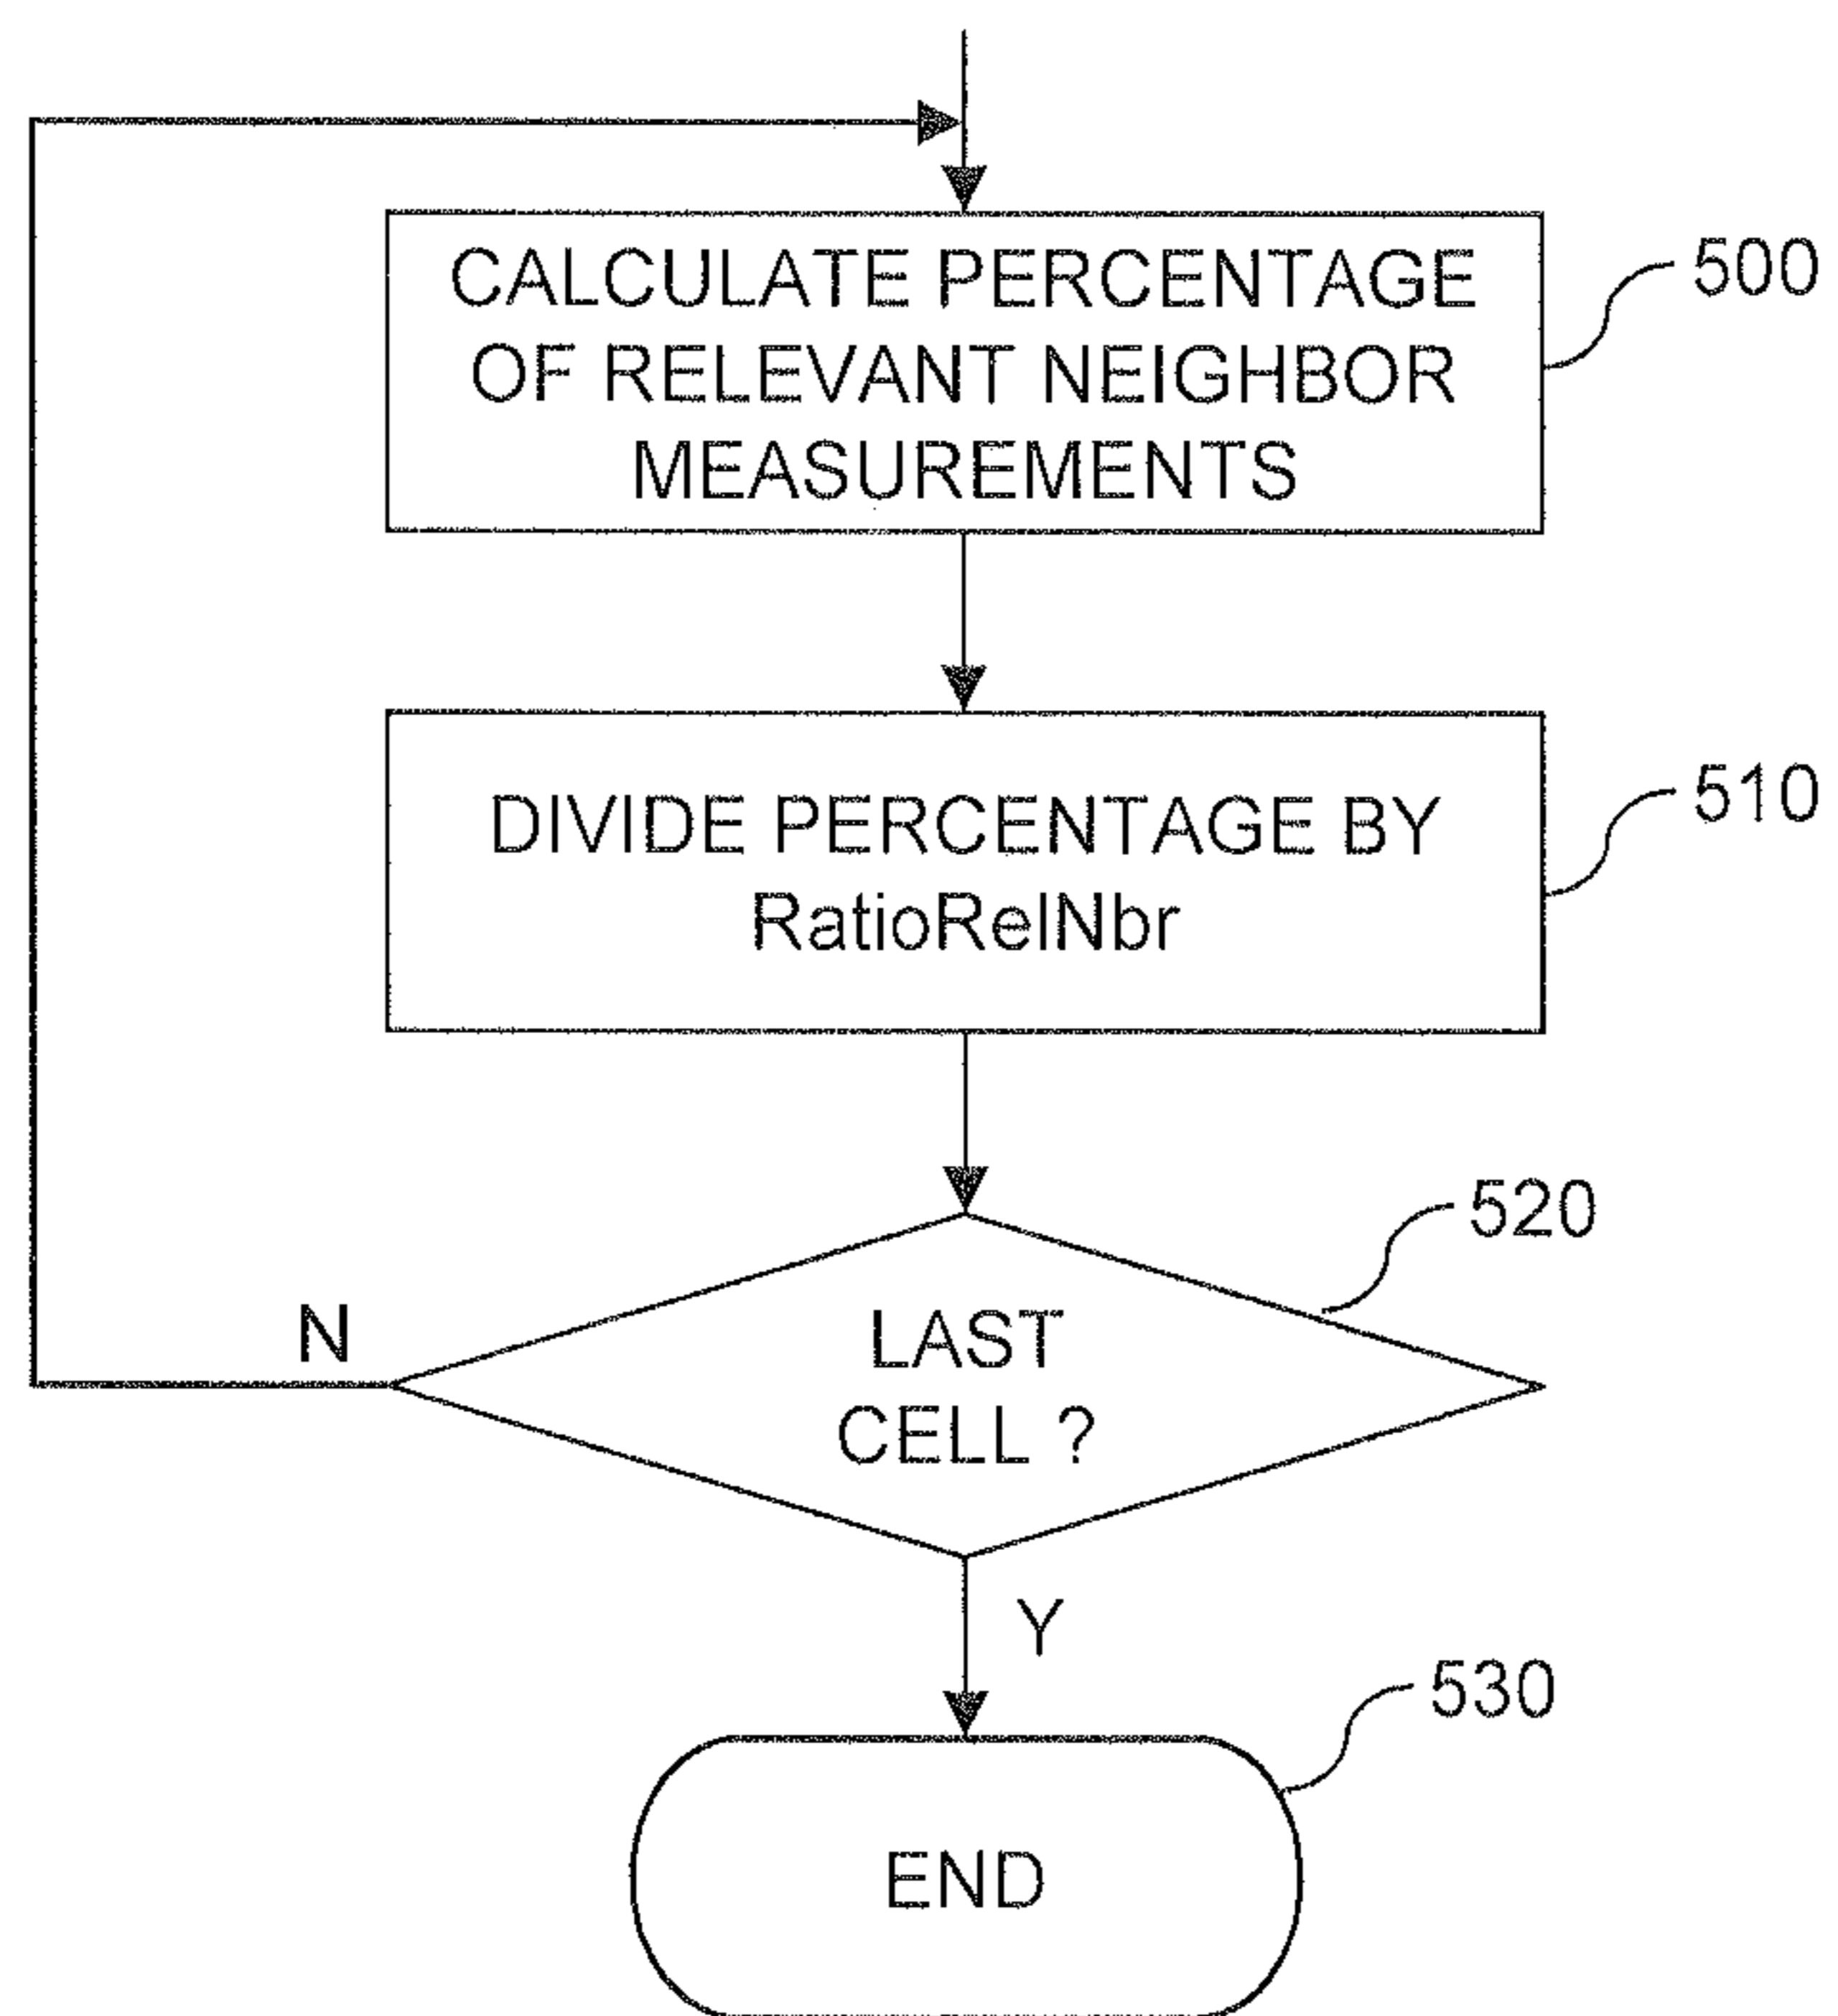 CALCULATE PERCENTAGE
OF RELEVANT NEIGHBOR
MEASUREMENTS
500
DIVIDE PERCENTAGE BY
RatioRelNbr
510
520
LAST
CELL ?
N
Y
530
END